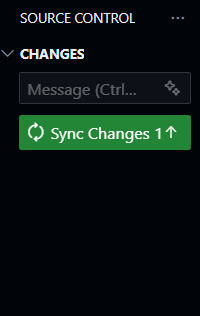 SOURCE CONTROL
CHANGES
Message (Ctrl...
Sync Changes 1↑